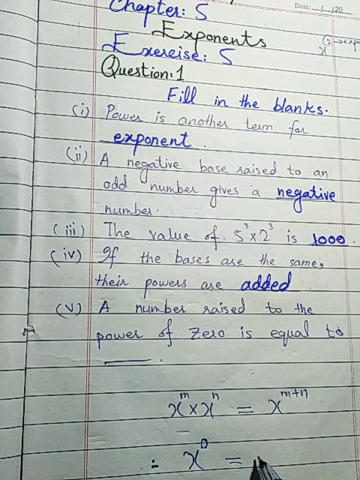 Chapter: 5
Date: / /20
Exponents
Exercise: 5
Question:1
Fill in the blanks.
(i) Power is another term for
exponent.
(ii) A negative base raised to an
odd number gives a negative
number.
(iii) The value of 5³ × 2³ is 1000.
(iv) If the bases are the same,
their powers are added.
(v) A number raised to the
power of zero is equal to
____.
xᵐ × xⁿ = xᵐ⁺ⁿ
: x⁰ =